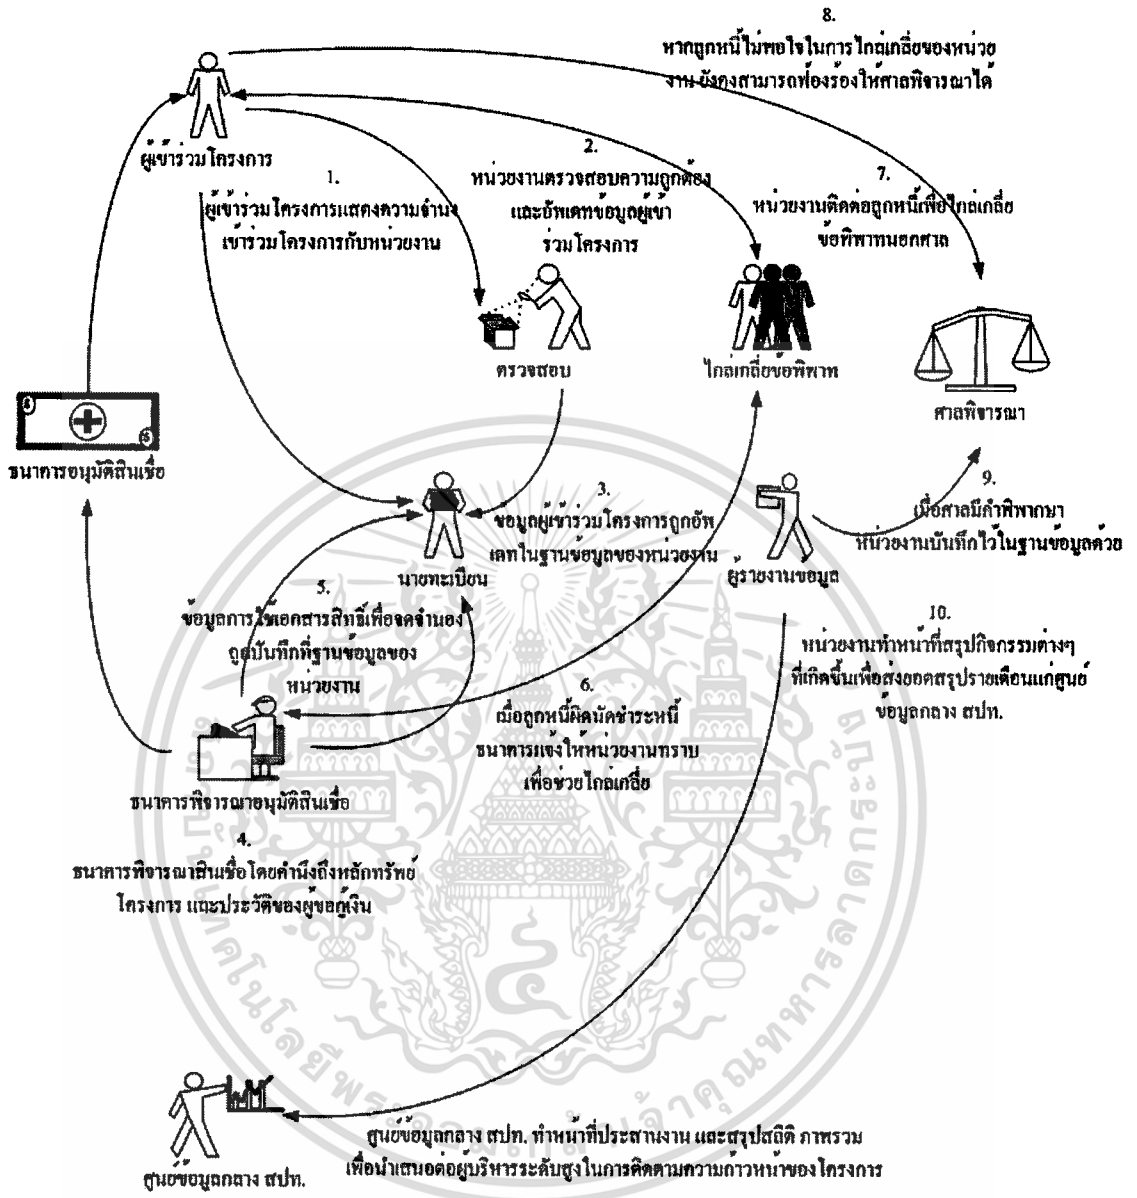 8.
หากลูกหนี้ไม่พอใจในการไกล่เกลี่ยของหน่วย
งาน ยังคงสามารถฟ้องร้องให้ศาลพิจารณาได้
ผู้เข้าร่วมโครงการ
1.
ผู้เข้าร่วมโครงการแสดงความจำนง
เข้าร่วมโครงการกับหน่วยงาน
2.
หน่วยงานตรวจสอบความถูกต้อง
และอัพเดทข้อมูลผู้เข้า
ร่วมโครงการ
7.
หน่วยงานติดต่อลูกหนี้เพื่อไกล่เกลี่ย
ข้อพิพาทนอกศาล
ตรวจสอบ
ไกล่เกลี่ยข้อพิพาท
ศาลพิจารณา
ธนาคารอนุมัติสินเชื่อ
นายทะเบียน
3.
ข้อมูลผู้เข้าร่วมโครงการถูกอัพ
เดทในฐานข้อมูลของหน่วยงาน
ผู้รายงานข้อมูล
9.
เมื่อศาลมีคำพิพากษา
หน่วยงานบันทึกไว้ในฐานข้อมูลด้วย
5.
ข้อมูลการใช้เอกสารสิทธิ์เพื่อจดจำนอง
ถูกบันทึกที่ฐานข้อมูลของ
หน่วยงาน
6.
เมื่อลูกหนี้ผิดนัดชำระหนี้
ธนาคารแจ้งให้หน่วยงานทราบ
เพื่อช่วยไกล่เกลี่ย
10.
หน่วยงานทำหน้าที่สรุปกิจกรรมต่างๆ
ที่เกิดขึ้นเพื่อส่งยอดสรุปรายเดือนแก่ศูนย์
ข้อมูลกลาง สปท.
ธนาคารพิจารณาอนุมัติสินเชื่อ
4.
ธนาคารพิจารณาสินเชื่อโดยคำนึงถึงหลักทรัพย์
โครงการ และประวัติของผู้ขอกู้เงิน
ศูนย์ข้อมูลกลาง สปท.
ศูนย์ข้อมูลกลาง สปท. ทำหน้าที่ประสานงาน และสรุปสถิติ ภาพรวม
เพื่อนำเสนอต่อผู้บริหารระดับสูงในการติดตามความก้าวหน้าของโครงการ